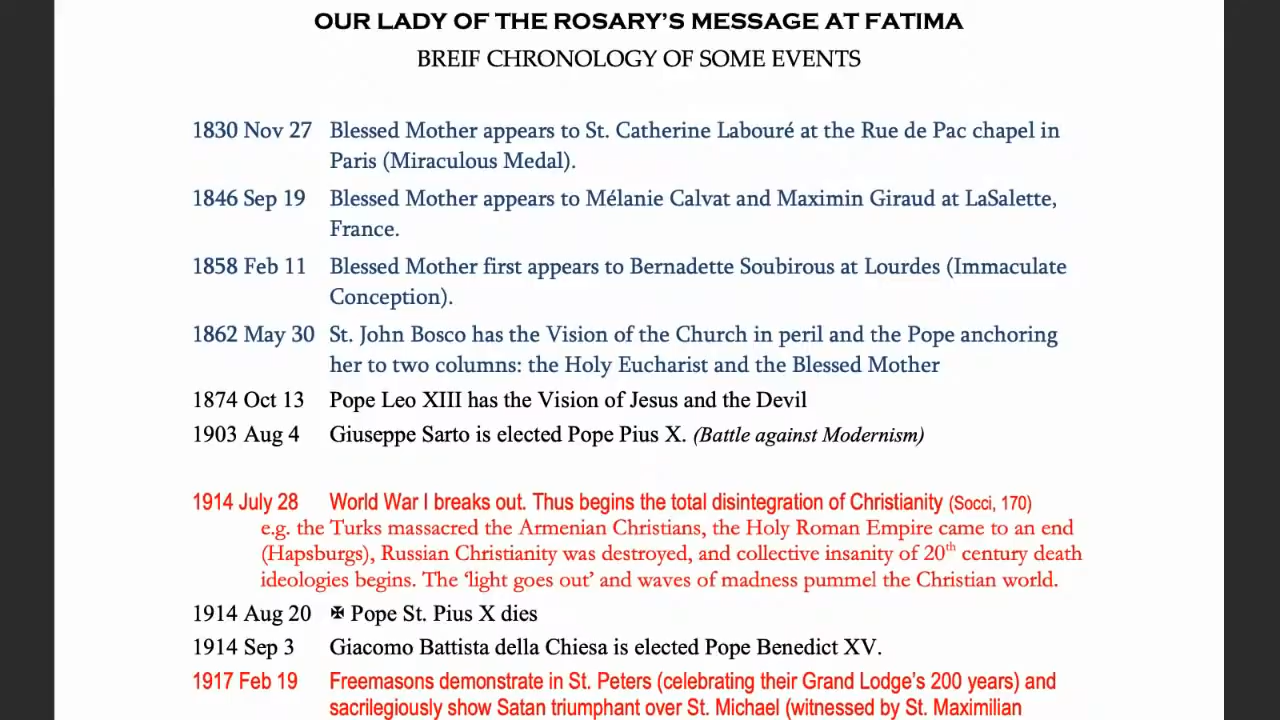 OUR LADY OF THE ROSARY'S MESSAGE AT FATIMA
BREIF CHRONOLOGY OF SOME EVENTS
1830 Nov 27 Blessed Mother appears to St. Catherine Labouré at the Rue de Pac chapel in
Paris (Miraculous Medal).
1846 Sep 19 Blessed Mother appears to Mélanie Calvat and Maximin Giraud at LaSalette,
France.
1858 Feb 11 Blessed Mother first appears to Bernadette Soubirous at Lourdes (Immaculate
Conception).
1862 May 30 St. John Bosco has the Vision of the Church in peril and the Pope anchoring
her to two columns: the Holy Eucharist and the Blessed Mother
1874 Oct 13 Pope Leo XIII has the Vision of Jesus and the Devil
1903 Aug 4 Giuseppe Sarto is elected Pope Pius X. (Battle against Modernism)
1914 July 28 World War I breaks out. Thus begins the total disintegration of Christianity (Socci, 170)
e.g. the Turks massacred the Armenian Christians, the Holy Roman Empire came to an end
(Hapsburgs), Russian Christianity was destroyed, and collective insanity of 20th century death
ideologies begins. The 'light goes out' and waves of madness pummel the Christian world.
1914 Aug 20 ✠ Pope St. Pius X dies
1914 Sep 3 Giacomo Battista della Chiesa is elected Pope Benedict XV.
1917 Feb 19 Freemasons demonstrate in St. Peters (celebrating their Grand Lodge's 200 years) and
sacrilegiously show Satan triumphant over St. Michael (witnessed by St. Maximilian